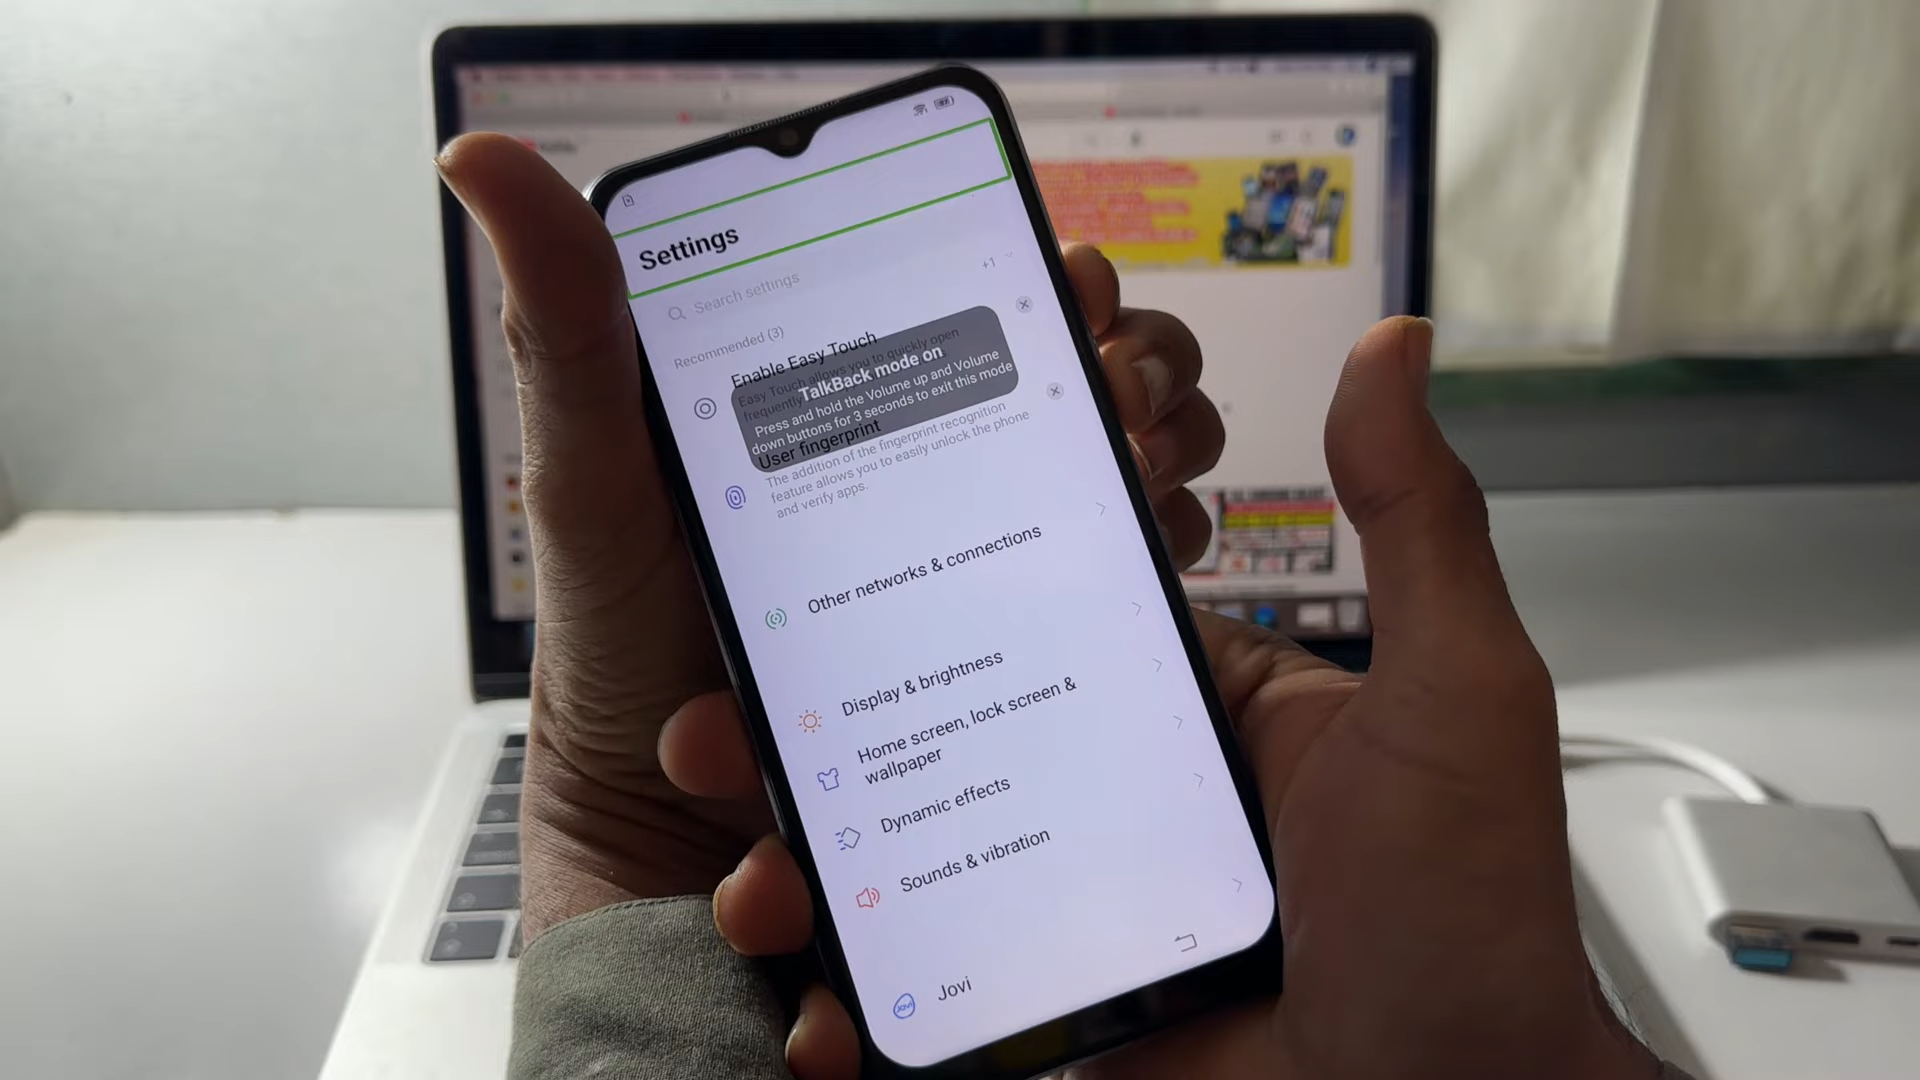 Settings
Search settings
+1
Recommended (3)
Enable Easy Touch
Easy Touch allows you to quickly open
frequently
TalkBack mode on
Press and hold the Volume up and Volume
down buttons for 3 seconds to exit this mode
User fingerprint
The addition of the fingerprint recognition
feature allows you to easily unlock the phone
and verify apps.
Other networks & connections
Display & brightness
Home screen, lock screen &
wallpaper
Dynamic effects
Sounds & vibration
Jovi
Jovi